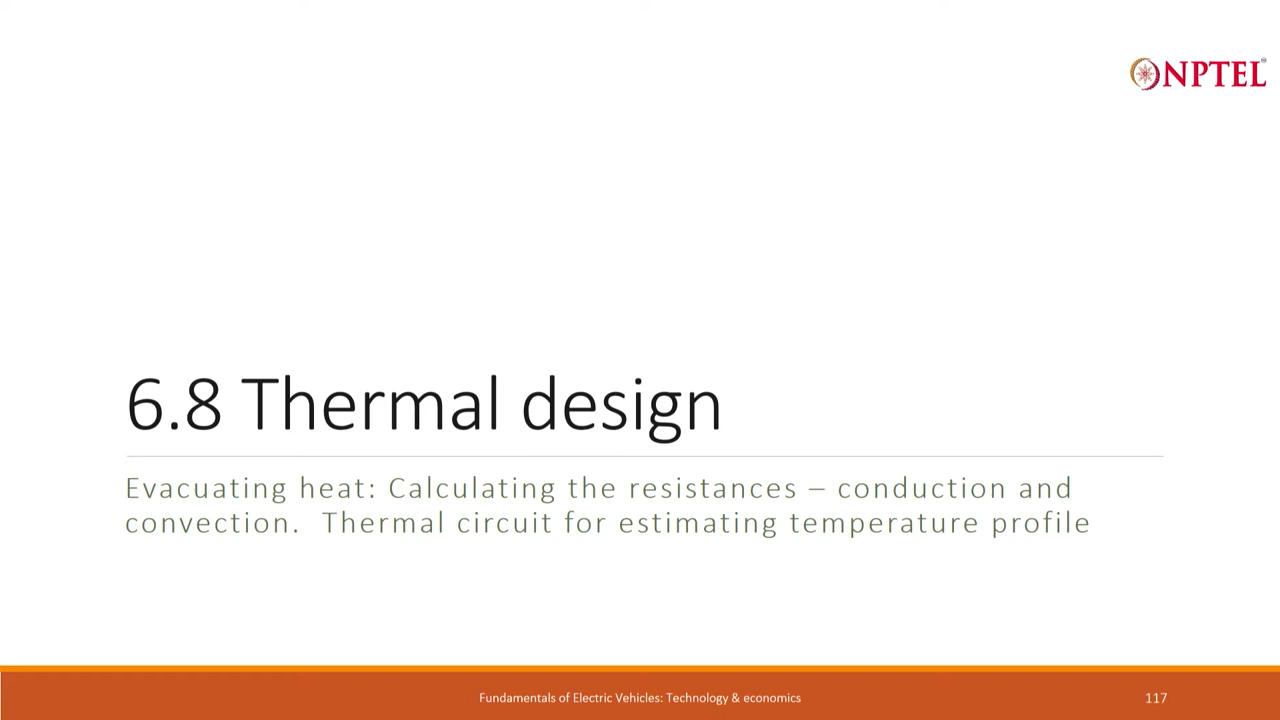 NPTEL
6.8 Thermal design
Evacuating heat: Calculating the resistances – conduction and
convection. Thermal circuit for estimating temperature profile
Fundamentals of Electric Vehicles: Technology & economics
117